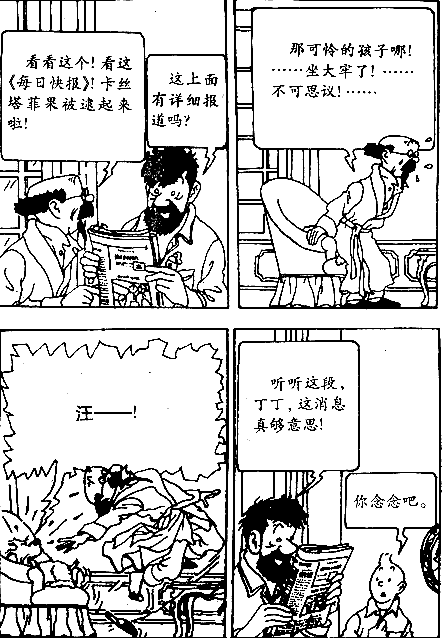 看看这个！看这
《每日快报》！卡丝
塔菲果被逮起来
啦！
这上面
有详细报
道吗？
那可怜的孩子哪！
……坐大牢了！……
不可思议！……
汪——！
听听这段，
丁丁，这消息
真够意思！
你念念吧。